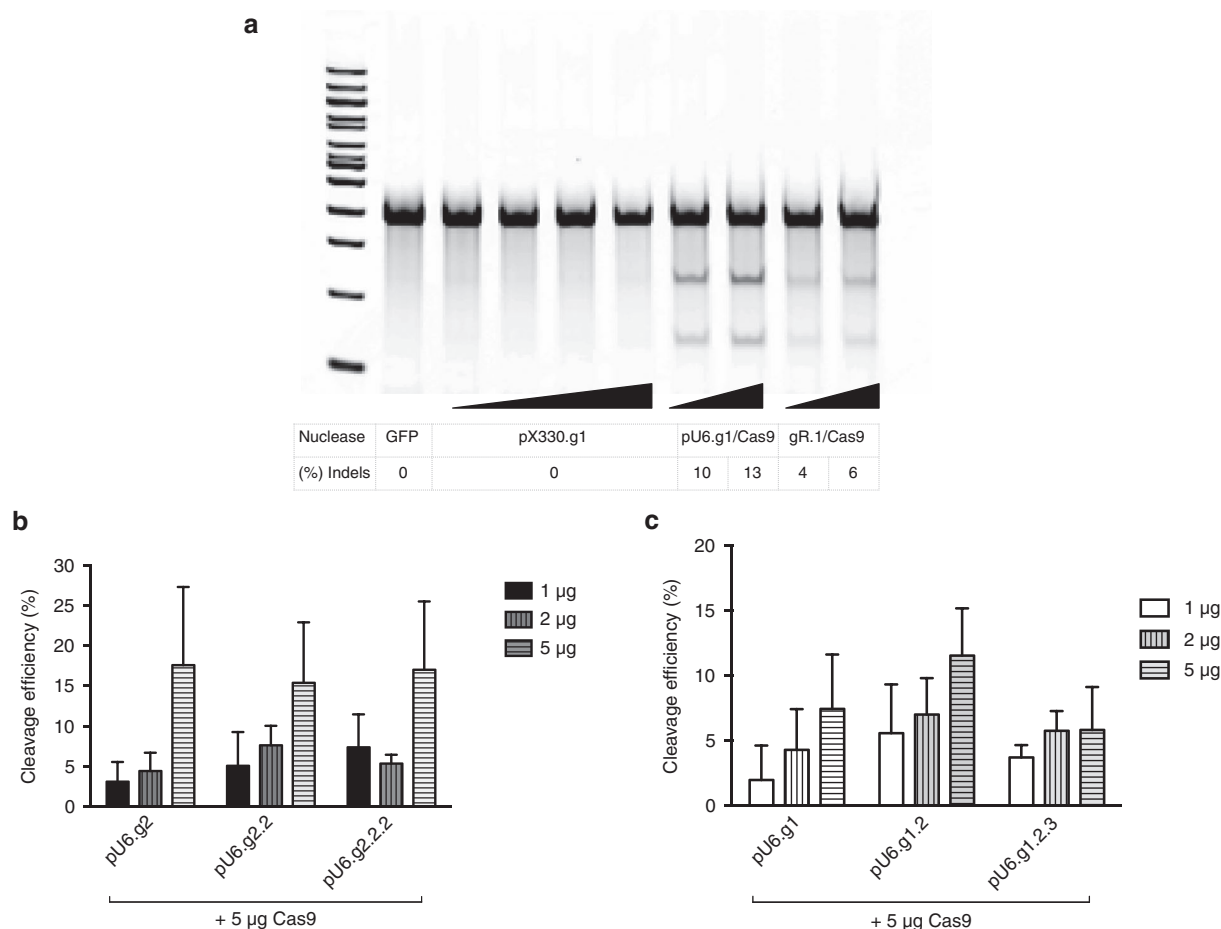 a
Nuclease GFP pX330.g1 pU6.g1/Cas9 gR.1/Cas9
(%) Indels 0 0 10 13 4 6
b
Cleavage efficiency (%)
30
25
20
15
10
5
0
1 µg
2 µg
5 µg
pU6.g2
pU6.g2.2
pU6.g2.2.2
+ 5 µg Cas9
c
Cleavage efficiency (%)
20
15
10
5
0
1 µg
2 µg
5 µg
pU6.g1
pU6.g1.2
pU6.g1.2.3
+ 5 µg Cas9